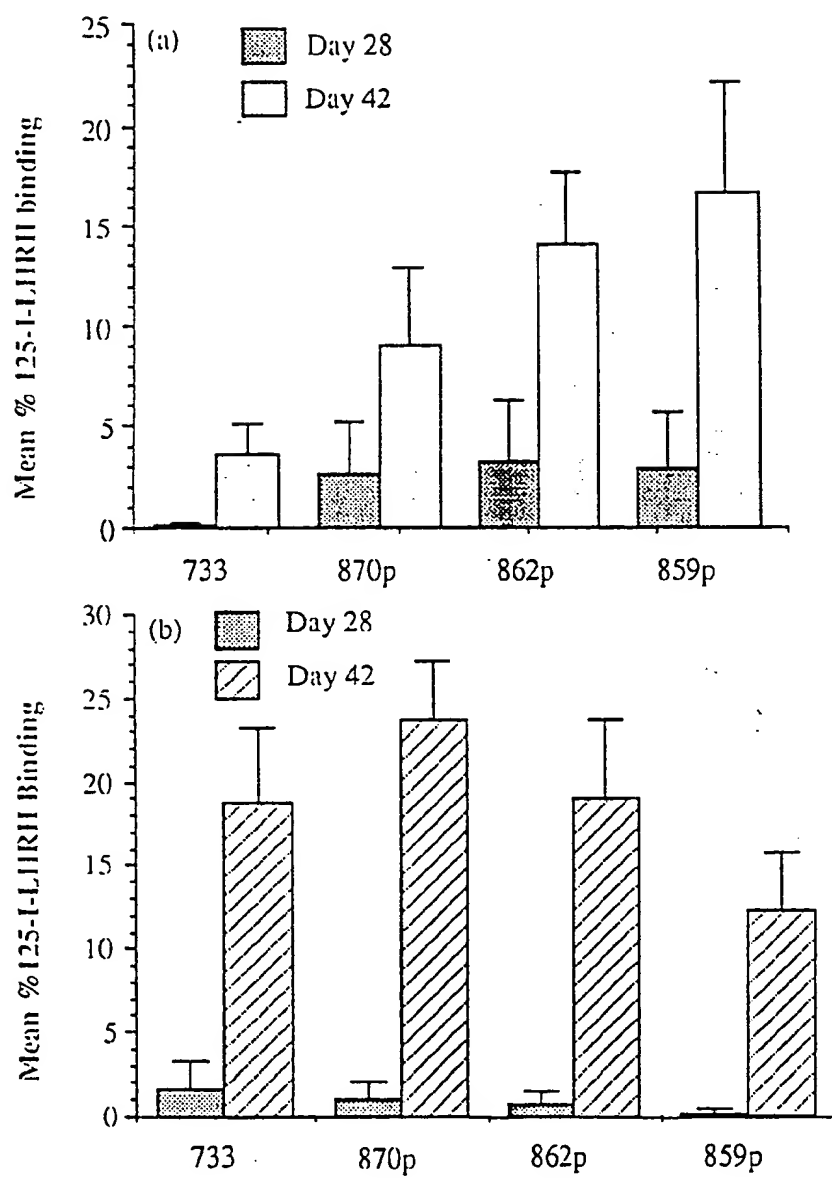 (a)
Day 28
Day 42
Mean % 125-I-LHRH binding
25
20
15
10
5
0
733 870p 862p 859p
(b)
Day 28
Day 42
Mean %125-I-LHRH Binding
30
25
20
15
10
5
0
733 870p 862p 859p